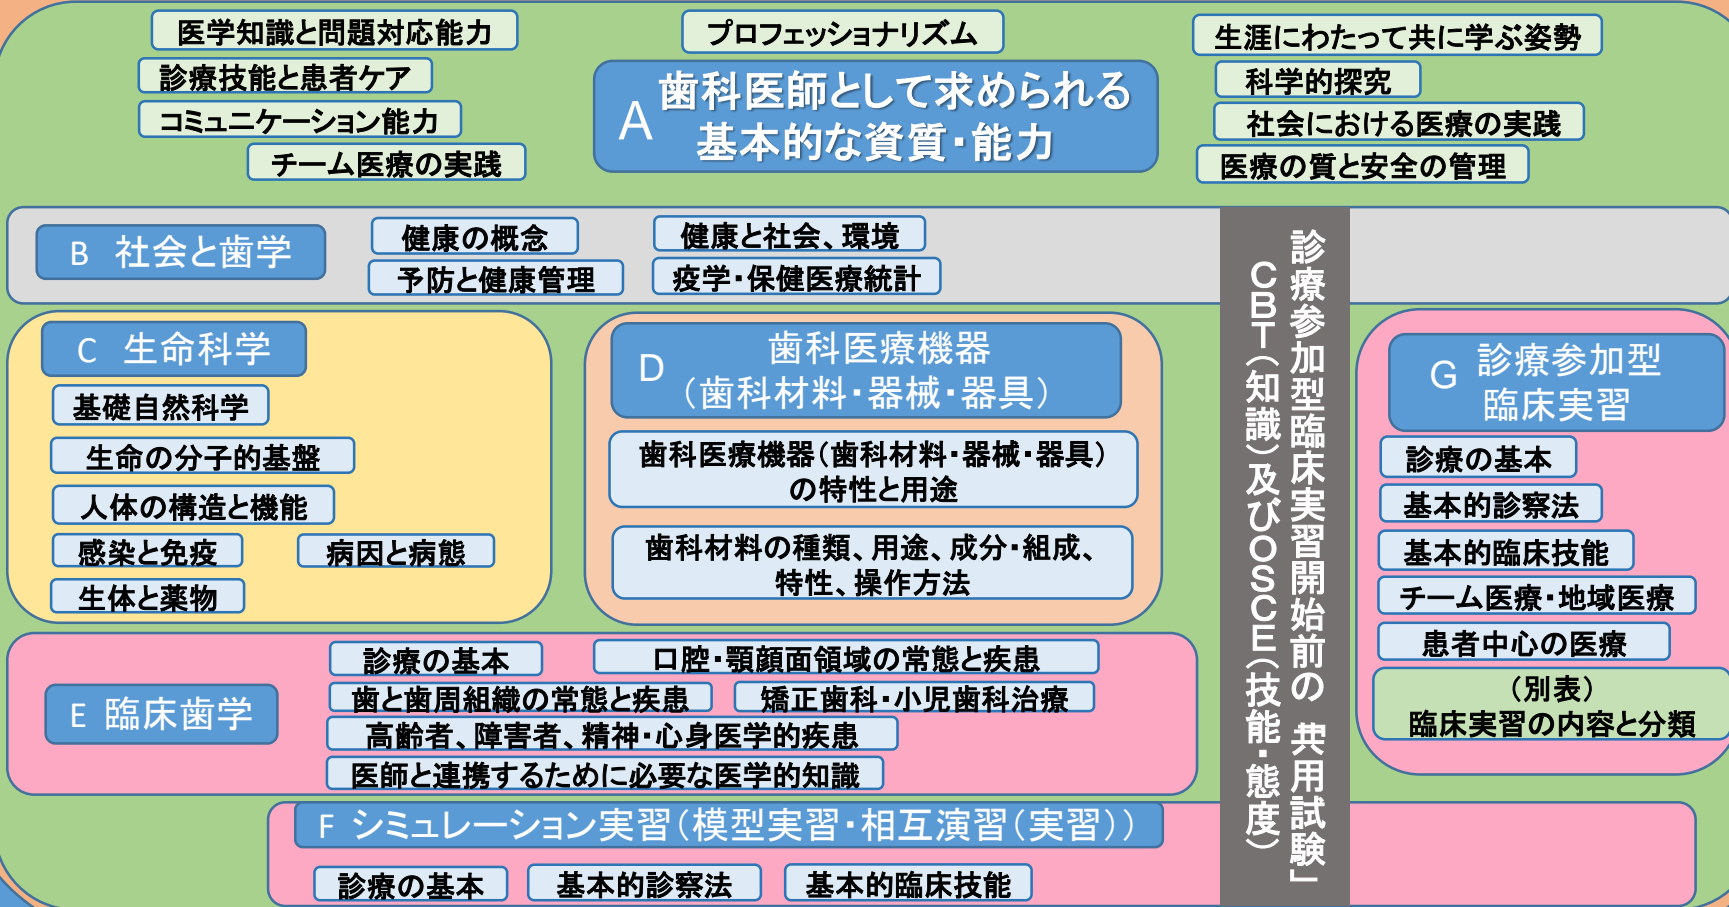 医学知識と問題対応能力
診療技能と患者ケア
コミュニケーション能力
チーム医療の実践
プロフェッショナリズム
A 歯科医師として求められる
基本的な資質・能力
生涯にわたって共に学ぶ姿勢
科学的探究
社会における医療の実践
医療の質と安全の管理
B 社会と歯学
健康の概念
健康と社会、環境
予防と健康管理
疫学・保健医療統計
C 生命科学
基礎自然科学
生命の分子的基盤
人体の構造と機能
感染と免疫
病因と病態
生体と薬物
D 歯科医療機器
（歯科材料・器械・器具）
歯科医療機器（歯科材料・器械・器具）
の特性と用途
歯科材料の種類、用途、成分・組成、
特性、操作方法
E 臨床歯学
診療の基本
口腔・顎顔面領域の常態と疾患
歯と歯周組織の常態と疾患
矯正歯科・小児歯科治療
高齢者、障害者、精神・心身医学的疾患
医師と連携するために必要な医学的知識
F シミュレーション実習（模型実習・相互演習（実習））
診療の基本
基本的診察法
基本的臨床技能
診療参加型臨床実習開始前の「共用試験」
CBT（知識）及びOSCE（技能・態度）
G 診療参加型
臨床実習
診療の基本
基本的診察法
基本的臨床技能
チーム医療・地域医療
患者中心の医療
（別表）
臨床実習の内容と分類